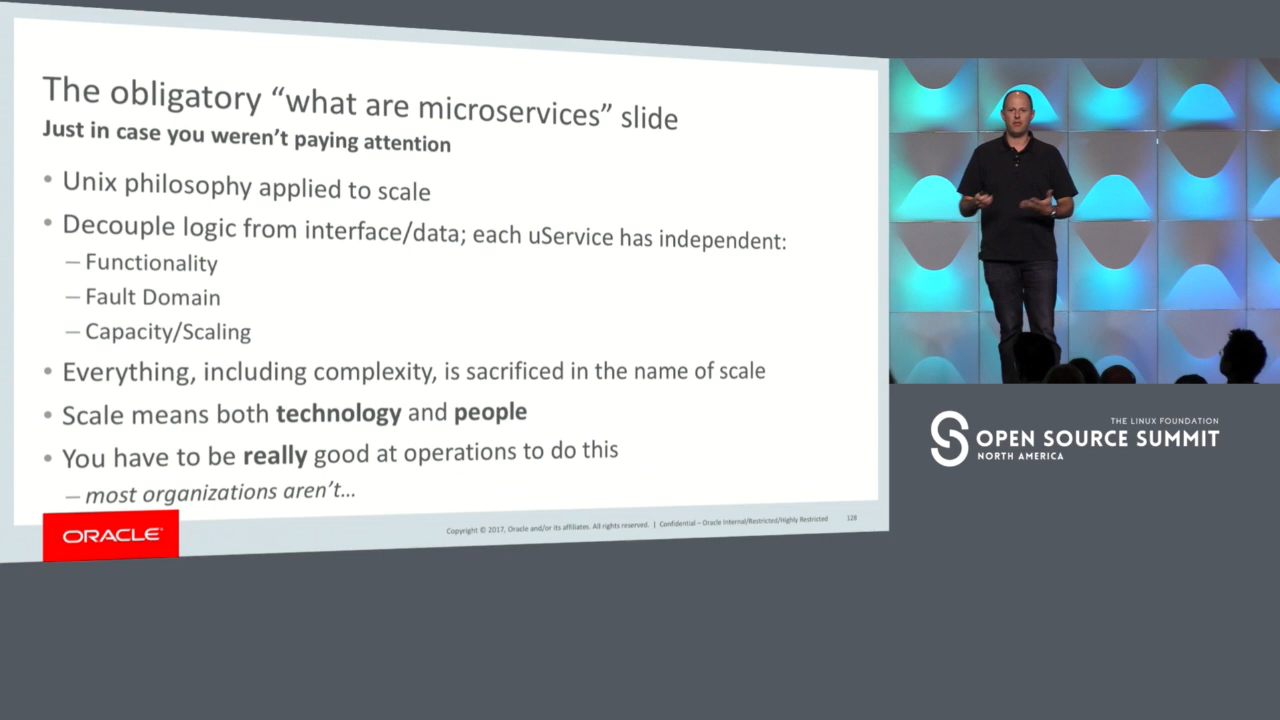 The obligatory “what are microservices” slide
Just in case you weren’t paying attention
• Unix philosophy applied to scale
• Decouple logic from interface/data; each uService has independent:
– Functionality
– Fault Domain
– Capacity/Scaling
• Everything, including complexity, is sacrificed in the name of scale
• Scale means both technology and people
• You have to be really good at operations to do this
– most organizations aren’t...
ORACLE
Copyright © 2017, Oracle and/or its affiliates. All rights reserved. | Confidential – Oracle Internal/Restricted/Highly Restricted 128
THE LINUX FOUNDATION
OPEN SOURCE SUMMIT
NORTH AMERICA